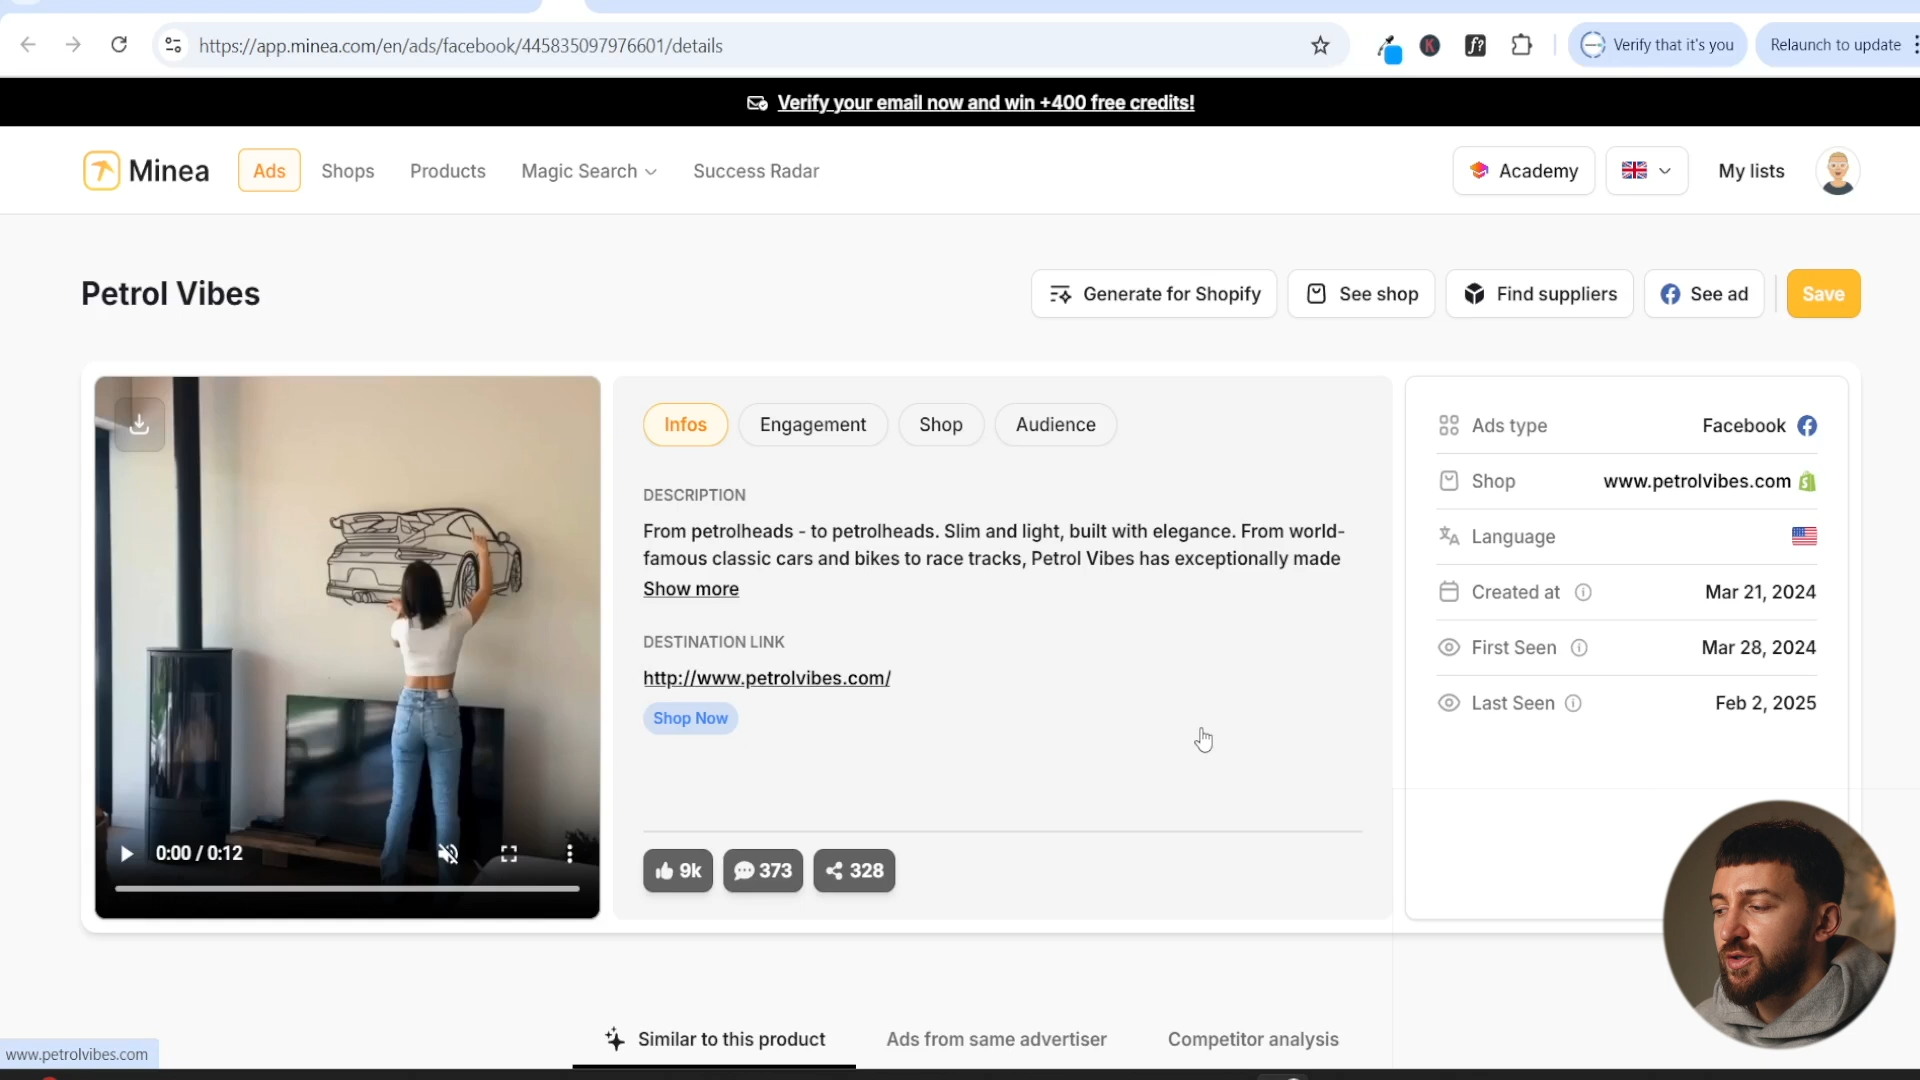 https://app.minea.com/en/ads/facebook/445835097976601/details
Verify that it's you
Relaunch to update
Verify your email now and win +400 free credits!
Minea
Ads
Shops
Products
Magic Search
Success Radar
Academy
My lists
Petrol Vibes
Generate for Shopify
See shop
Find suppliers
See ad
Save
Infos
Engagement
Shop
Audience
DESCRIPTION
From petrolheads - to petrolheads. Slim and light, built with elegance. From world-
famous classic cars and bikes to race tracks, Petrol Vibes has exceptionally made
Show more
DESTINATION LINK
http://www.petrolvibes.com/
Shop Now
9k
373
328
0:00 / 0:12
Ads type
Facebook
Shop
www.petrolvibes.com
Language
Created at
Mar 21, 2024
First Seen
Mar 28, 2024
Last Seen
Feb 2, 2025
Similar to this product
Ads from same advertiser
Competitor analysis
www.petrolvibes.com